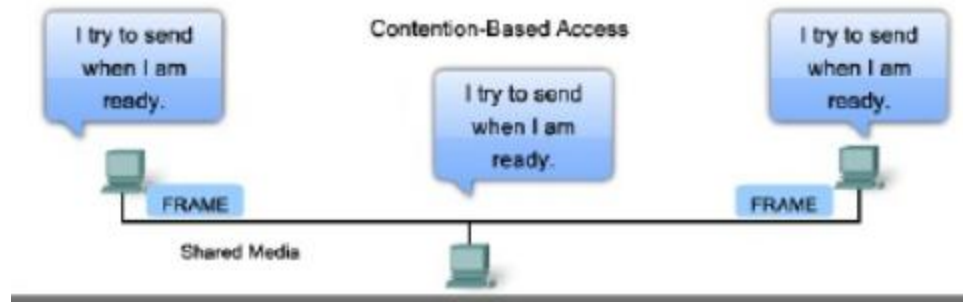 Contention-Based Access
I try to send
when I am
ready.
I try to send
when I am
ready.
I try to send
when I am
ready.
FRAME
FRAME
Shared Media